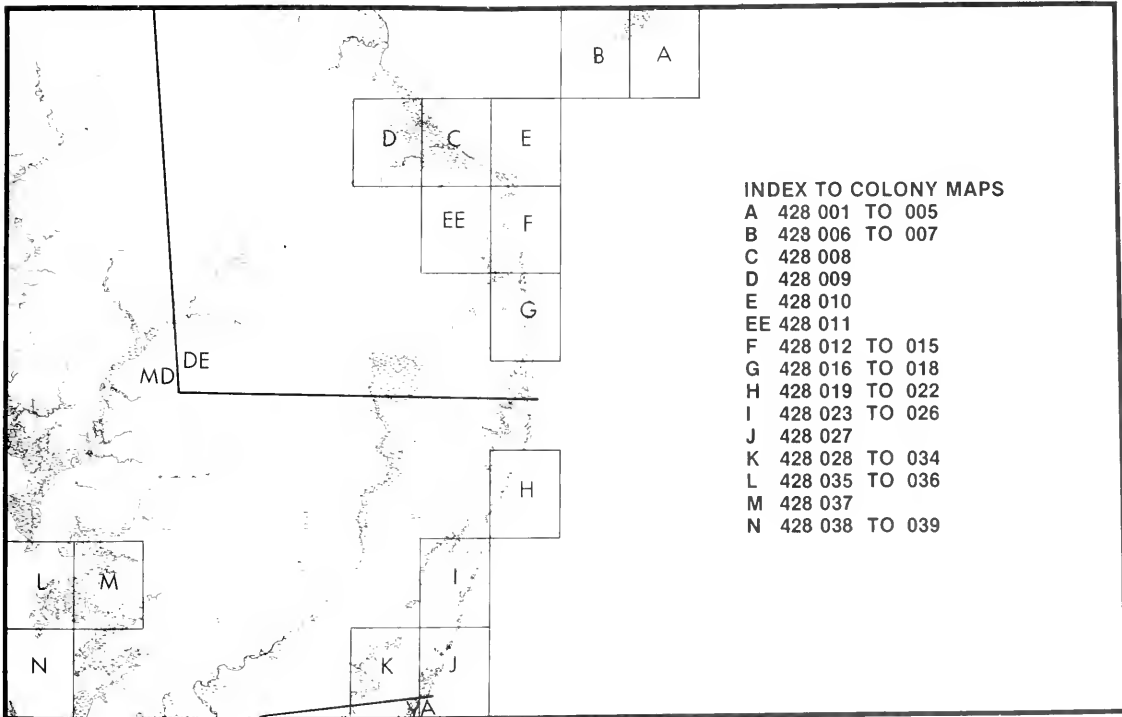 B A
D C E
EE F
G
MD DE
H
L M I
N K J
VA
INDEX TO COLONY MAPS
A 428 001 TO 005
B 428 006 TO 007
C 428 008
D 428 009
E 428 010
EE 428 011
F 428 012 TO 015
G 428 016 TO 018
H 428 019 TO 022
I 428 023 TO 026
J 428 027
K 428 028 TO 034
L 428 035 TO 036
M 428 037
N 428 038 TO 039